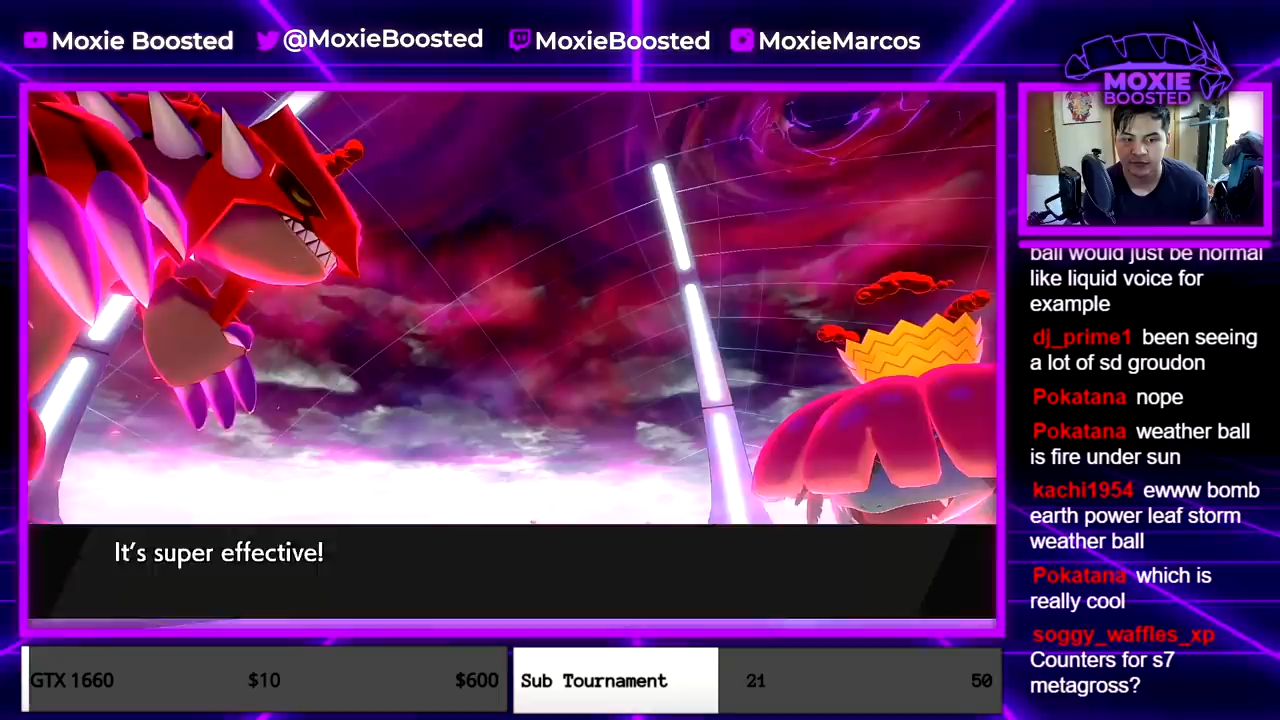 Moxie Boosted @MoxieBoosted MoxieBoosted MoxieMarcos
MOXIE
BOOSTED
It's super effective!
ball would just be normal
like liquid voice for
example
dj_prime1 been seeing
a lot of sd groudon
Pokatana nope
Pokatana weather ball
is fire under sun
kachi1954 ewww bomb
earth power leaf storm
weather ball
Pokatana which is
really cool
soggy_waffles_xp
Counters for s7
metagross?
GTX 1660 $10 $600
Sub Tournament 21 50